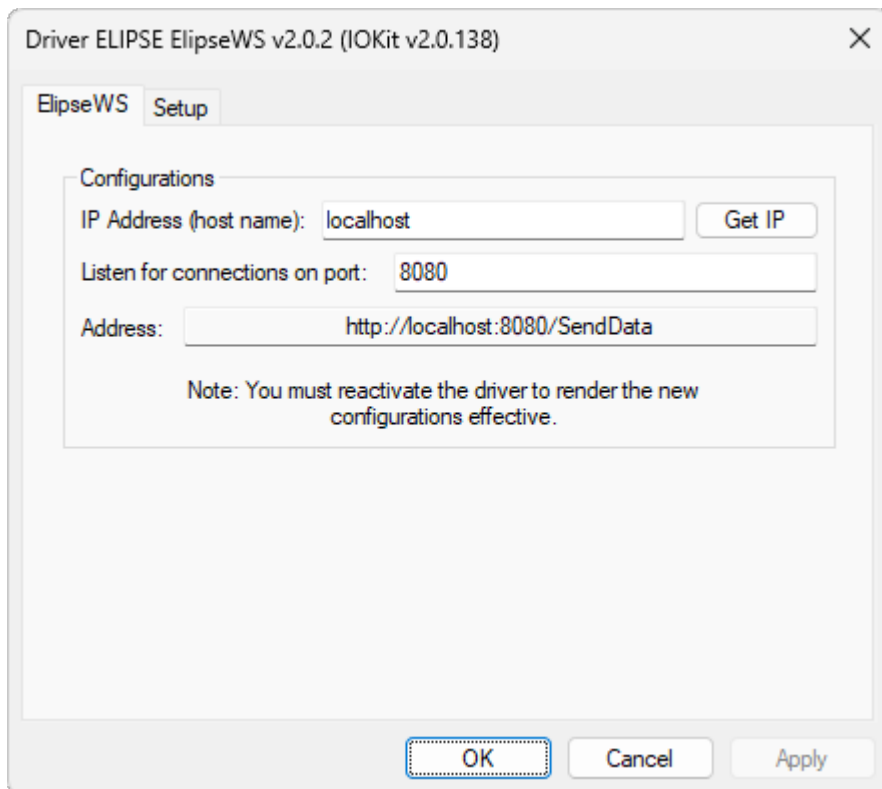 Driver ELIPSE ElipseWS v2.0.2 (IOKit v2.0.138)
ElipseWS Setup
Configurations
IP Address (host name): localhost Get IP
Listen for connections on port: 8080
Address: http://localhost:8080/SendData
Note: You must reactivate the driver to render the new
configurations effective.
OK Cancel Apply